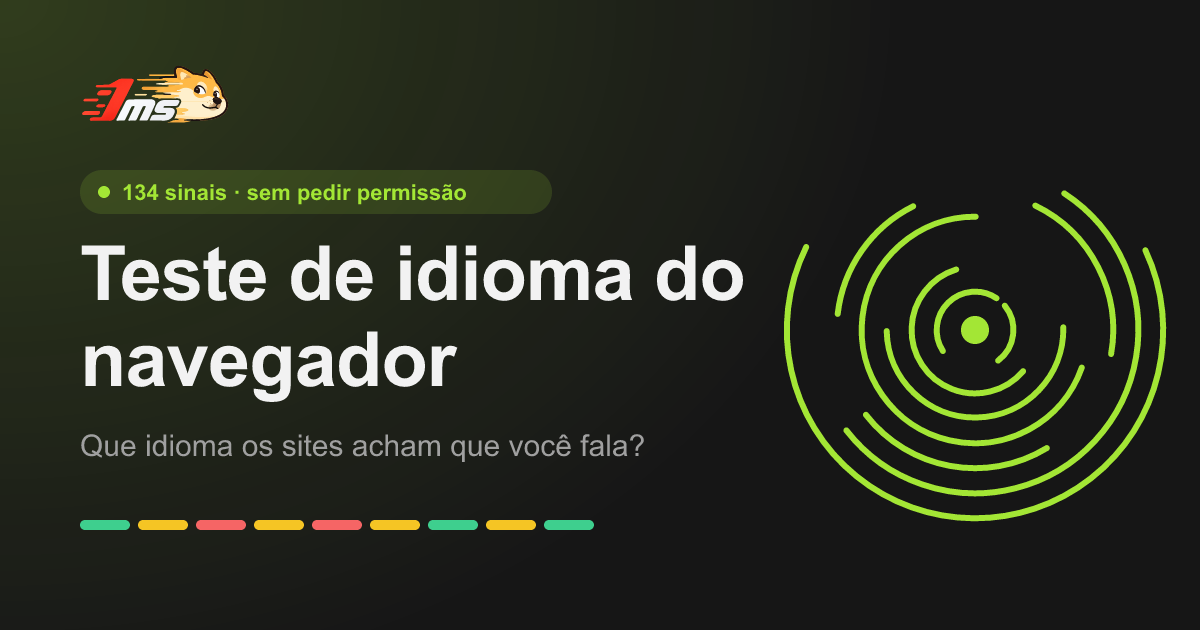 1ms
134 sinais · sem pedir permissão
Teste de idioma do
navegador
Que idioma os sites acham que você fala?